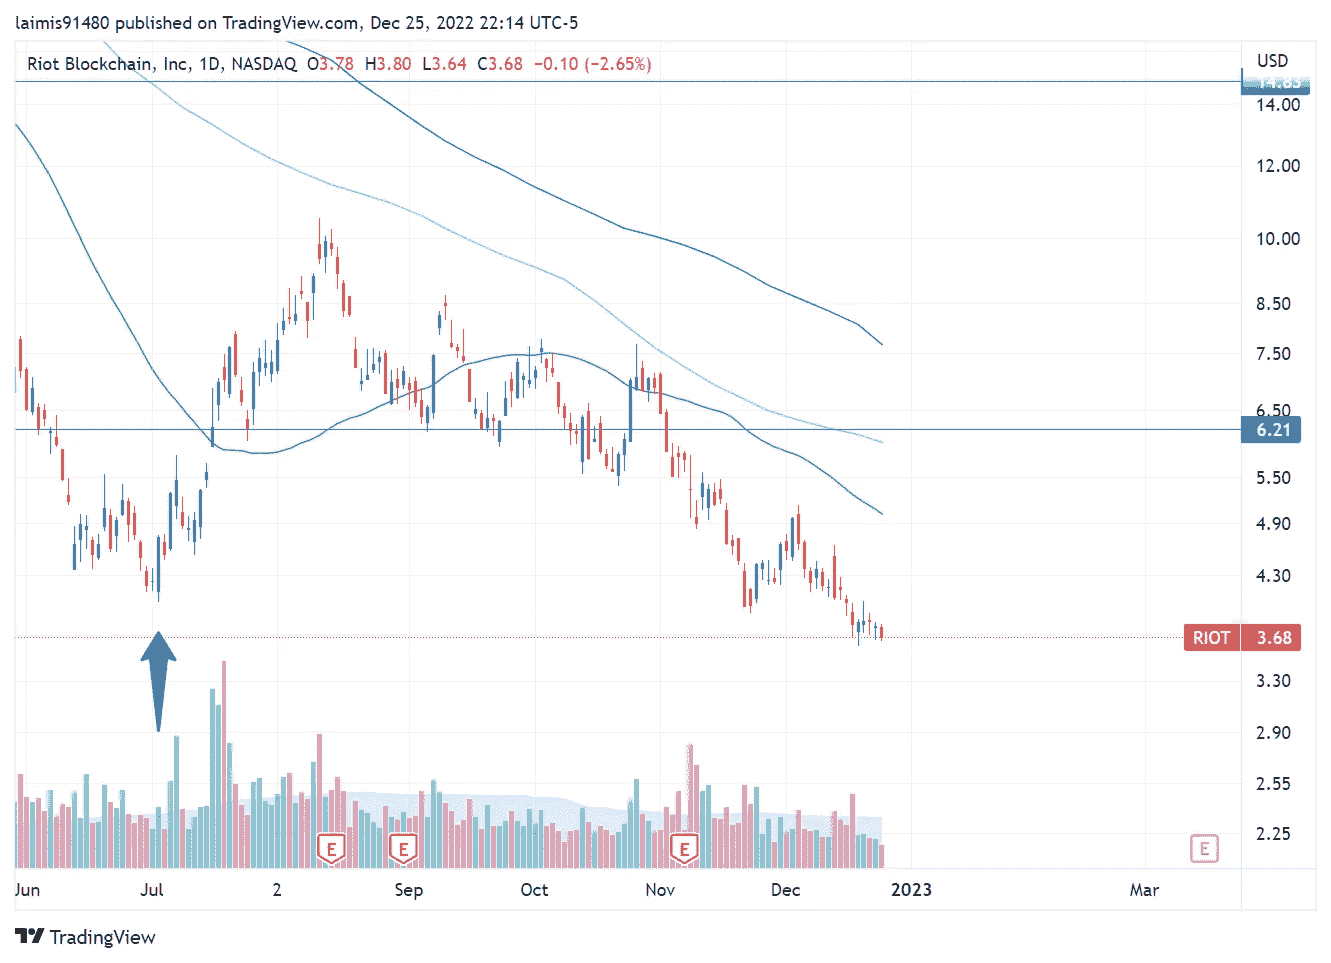 laimis91480 published on TradingView.com, Dec 25, 2022 22:14 UTC-5
Riot Blockchain, Inc, 1D, NASDAQ O3.78 H3.80 L3.64 C3.68 −0.10 (−2.65%)
USD
14.83
14.00
12.00
10.00
8.50
7.50
6.50
6.21
5.50
4.90
4.30
RIOT 3.68
3.30
2.90
2.55
2.25
E E E E
Jun Jul 2 Sep Oct Nov Dec 2023 Mar
TradingView